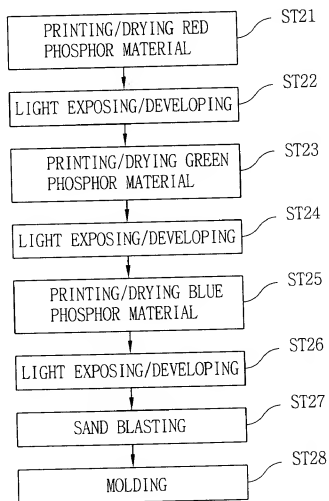 ST21
PRINTING/DRYING RED
PHOSPHOR MATERIAL
ST22
LIGHT EXPOSING/DEVELOPING
ST23
PRINTING/DRYING GREEN
PHOSPHOR MATERIAL
ST24
LIGHT EXPOSING/DEVELOPING
ST25
PRINTING/DRYING BLUE
PHOSPHOR MATERIAL
ST26
LIGHT EXPOSING/DEVELOPING
ST27
SAND BLASTING
ST28
MOLDING